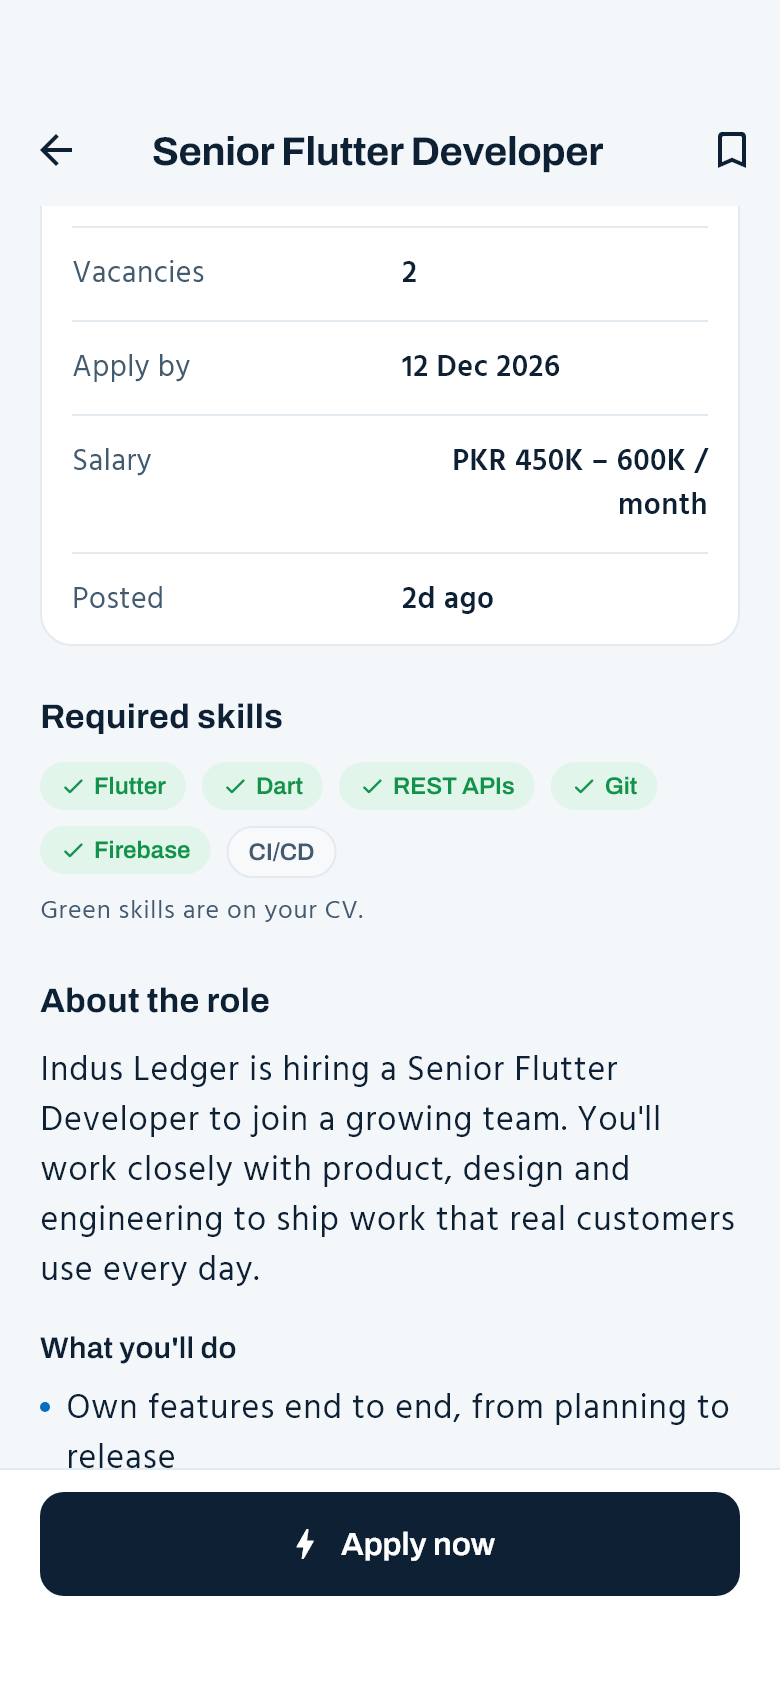 Senior Flutter Developer
Vacancies 2
Apply by 12 Dec 2026
Salary PKR 450K – 600K /
month
Posted 2d ago
Required skills
Flutter Dart REST APIs Git
Firebase CI/CD
Green skills are on your CV.
About the role
Indus Ledger is hiring a Senior Flutter
Developer to join a growing team. You'll
work closely with product, design and
engineering to ship work that real customers
use every day.
What you'll do
• Own features end to end, from planning to
release
Apply now